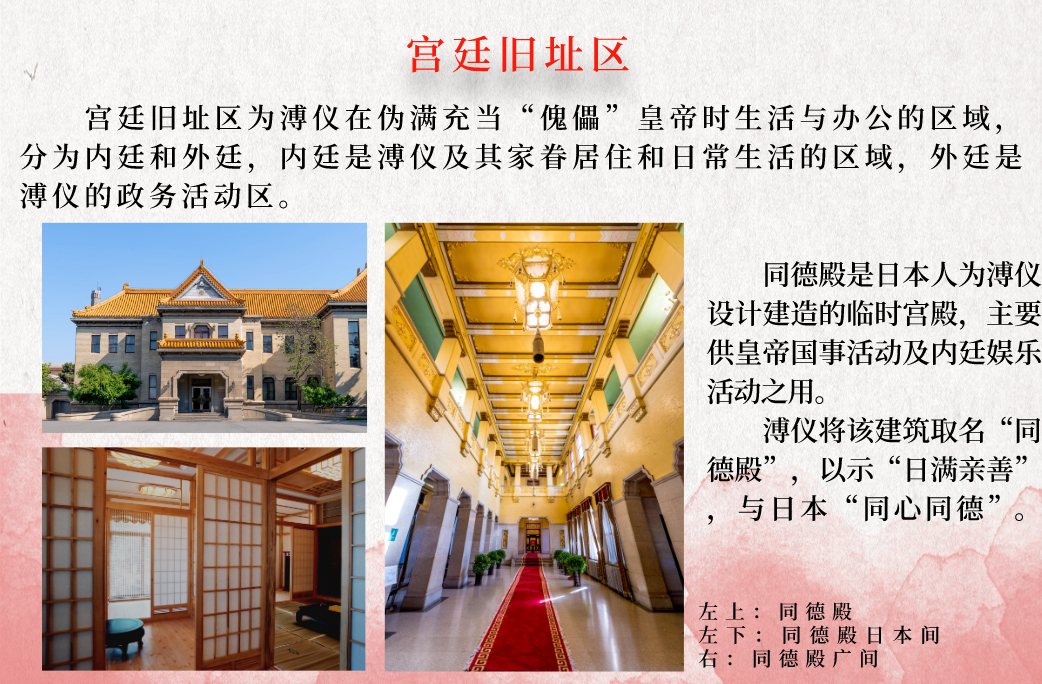 宫廷旧址区
宫廷旧址区为溥仪在伪满充当“傀儡”皇帝时生活与办公的区域，
分为内廷和外廷，内廷是溥仪及其家眷居住和日常生活的区域，外廷是
溥仪的政务活动区。
同德殿是日本人为溥仪
设计建造的临时宫殿，主要
供皇帝国事活动及内廷娱乐
活动之用。
溥仪将该建筑取名“同
德殿”，以示“日满亲善”
，与日本“同心同德”。
左上：同德殿
左下：同德殿日本间
右：同德殿广间